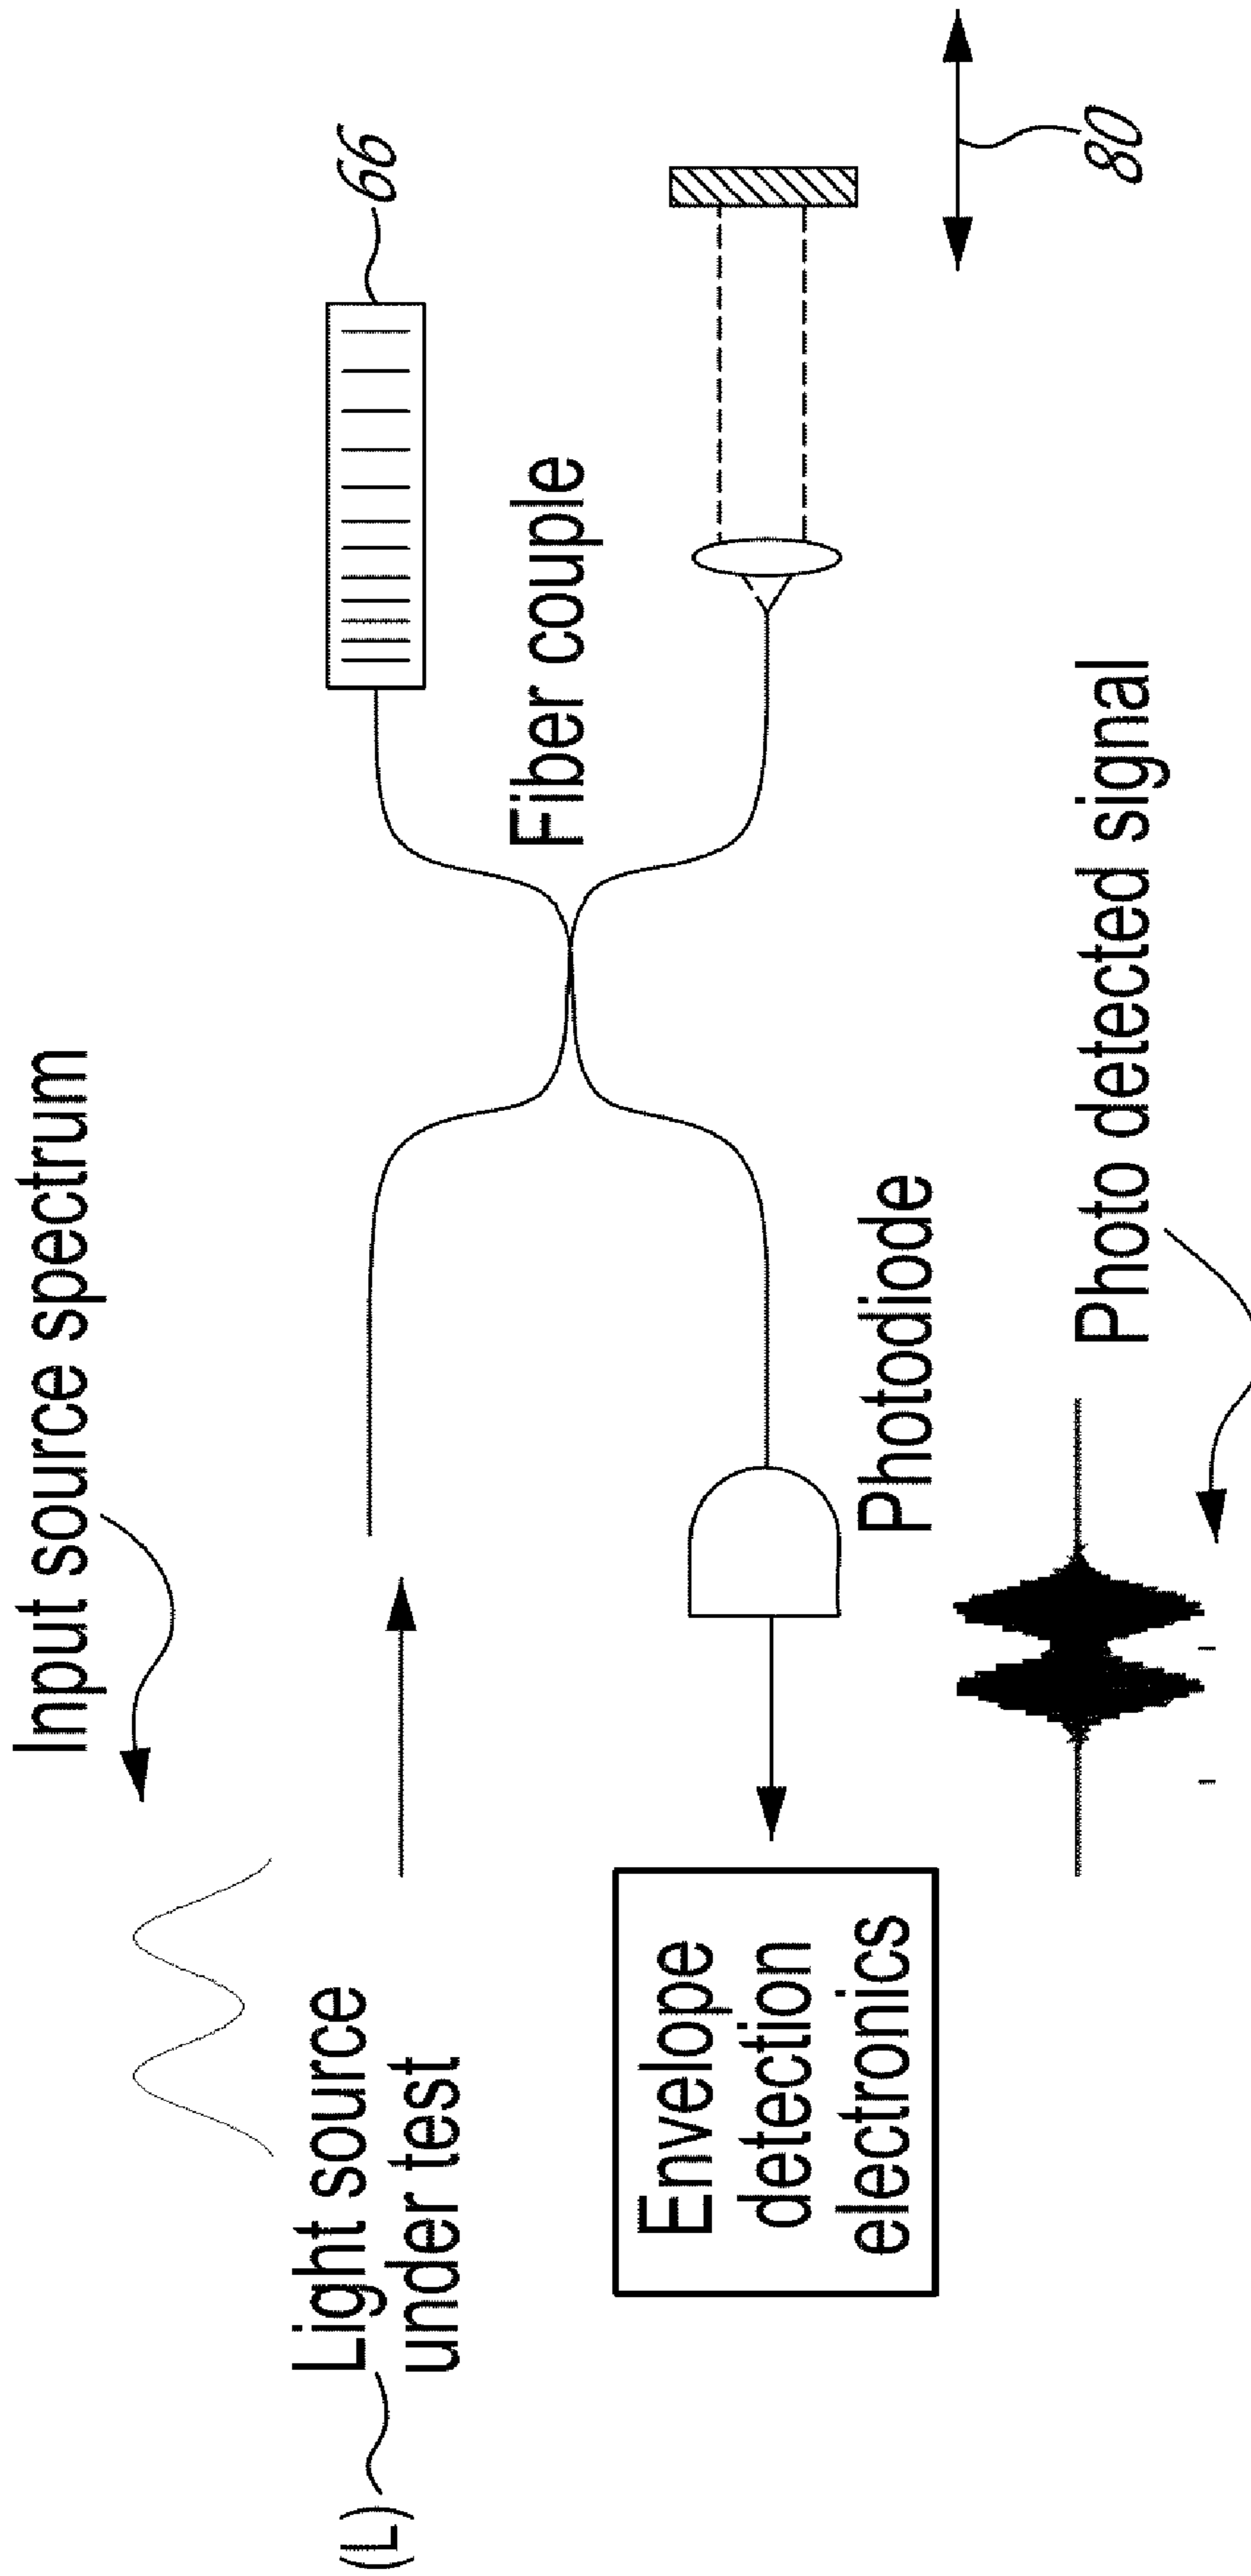 Input source spectrum
(L)
Light source
under test
66
Fiber couple
Envelope
detection
electronics
Photodiode
80
Photo detected signal